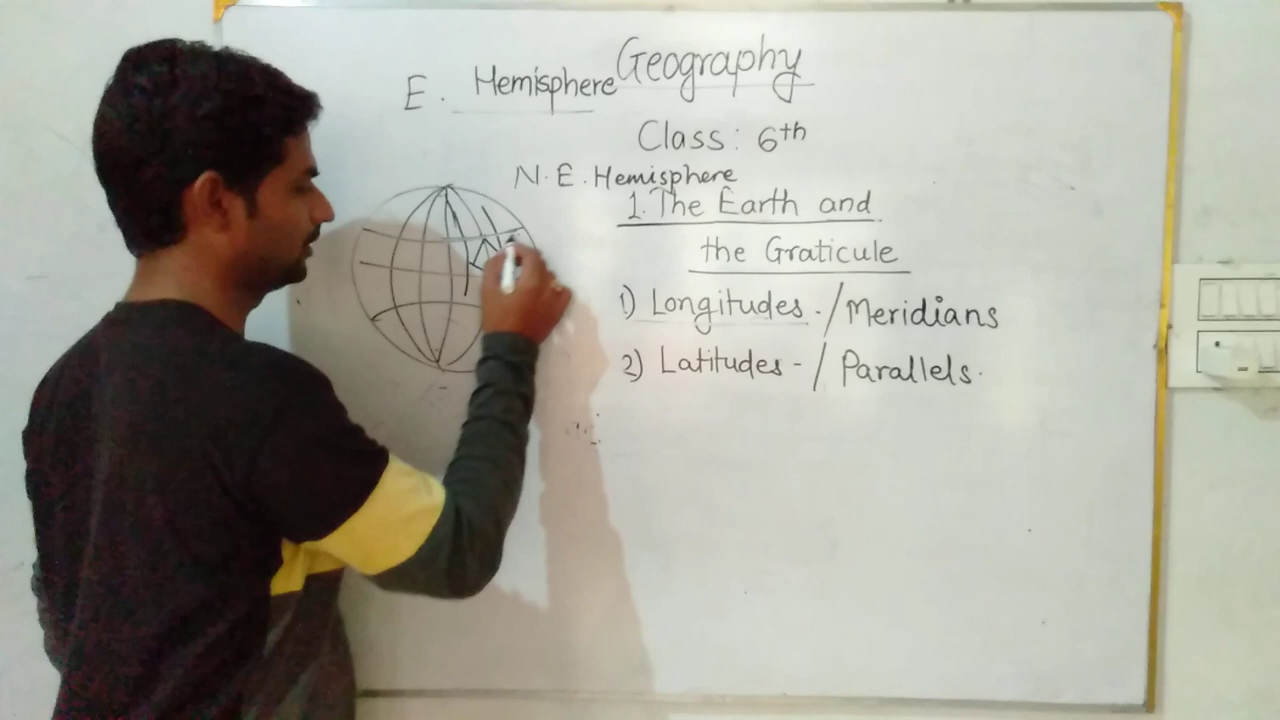 Geography
E. Hemisphere
Class: 6th
N.E. Hemisphere
1. The Earth and
the Graticule
1) Longitudes - / Meridians
2) Latitudes - / Parallels.